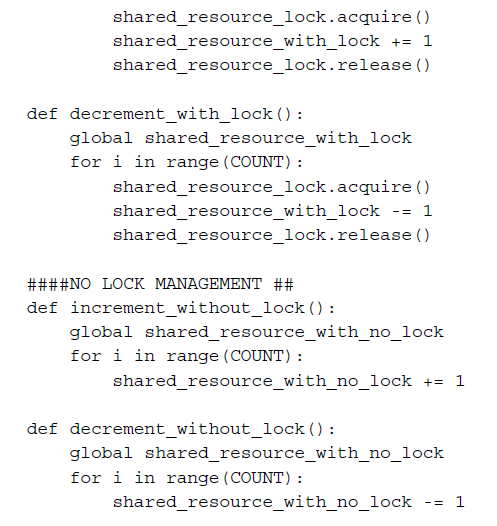 shared_resource_lock.acquire()
        shared_resource_with_lock += 1
        shared_resource_lock.release()

def decrement_with_lock():
    global shared_resource_with_lock
    for i in range(COUNT):
        shared_resource_lock.acquire()
        shared_resource_with_lock -= 1
        shared_resource_lock.release()

####NO LOCK MANAGEMENT ##
def increment_without_lock():
    global shared_resource_with_no_lock
    for i in range(COUNT):
        shared_resource_with_no_lock += 1

def decrement_without_lock():
    global shared_resource_with_no_lock
    for i in range(COUNT):
        shared_resource_with_no_lock -= 1